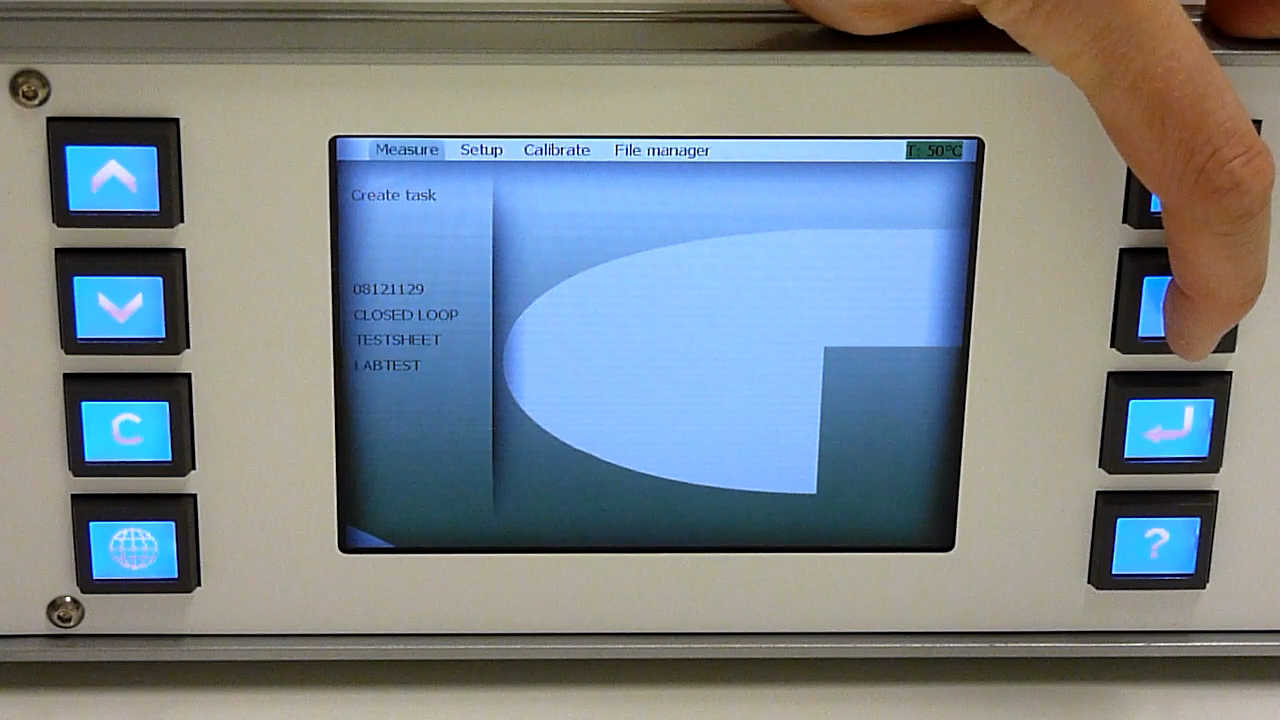 Measure Setup Calibrate File manager T: 50°C
Create task
08121129
CLOSED LOOP
TESTSHEET
LABTEST
C
?